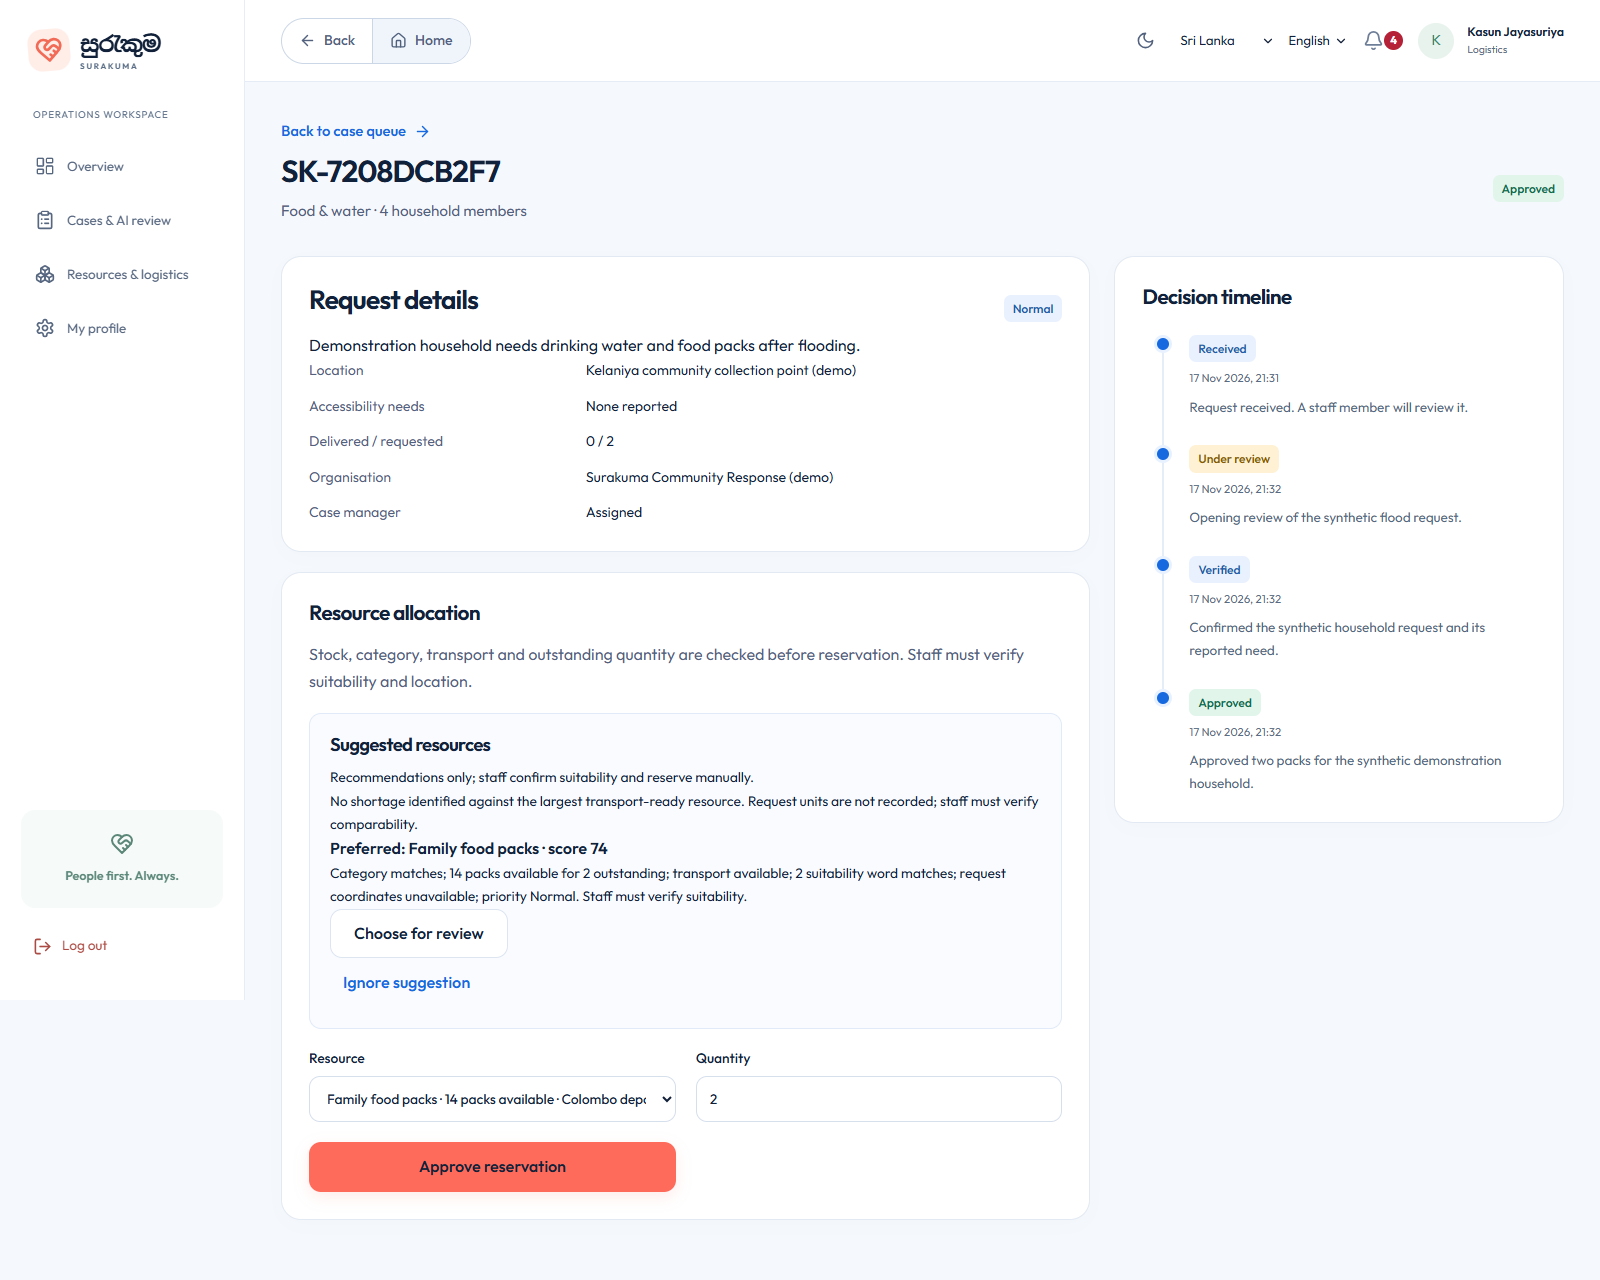 සුරැකුම
SURAKUMA
OPERATIONS WORKSPACE
Overview
Cases & AI review
Resources & logistics
My profile
People first. Always.
Log out
Back
Home
Sri Lanka
English
4
K
Kasun Jayasuriya
Logistics
Back to case queue
SK-7208DCB2F7
Food & water · 4 household members
Approved
Request details
Normal
Demonstration household needs drinking water and food packs after flooding.
Location Kelaniya community collection point (demo)
Accessibility needs None reported
Delivered / requested 0 / 2
Organisation Surakuma Community Response (demo)
Case manager Assigned
Resource allocation
Stock, category, transport and outstanding quantity are checked before reservation. Staff must verify
suitability and location.
Suggested resources
Recommendations only; staff confirm suitability and reserve manually.
No shortage identified against the largest transport-ready resource. Request units are not recorded; staff must verify
comparability.
Preferred: Family food packs · score 74
Category matches; 14 packs available for 2 outstanding; transport available; 2 suitability word matches; request
coordinates unavailable; priority Normal. Staff must verify suitability.
Choose for review
Ignore suggestion
Resource Quantity
Family food packs · 14 packs available · Colombo depo 2
Approve reservation
Decision timeline
Received
17 Nov 2026, 21:31
Request received. A staff member will review it.
Under review
17 Nov 2026, 21:32
Opening review of the synthetic flood request.
Verified
17 Nov 2026, 21:32
Confirmed the synthetic household request and its
reported need.
Approved
17 Nov 2026, 21:32
Approved two packs for the synthetic demonstration
household.